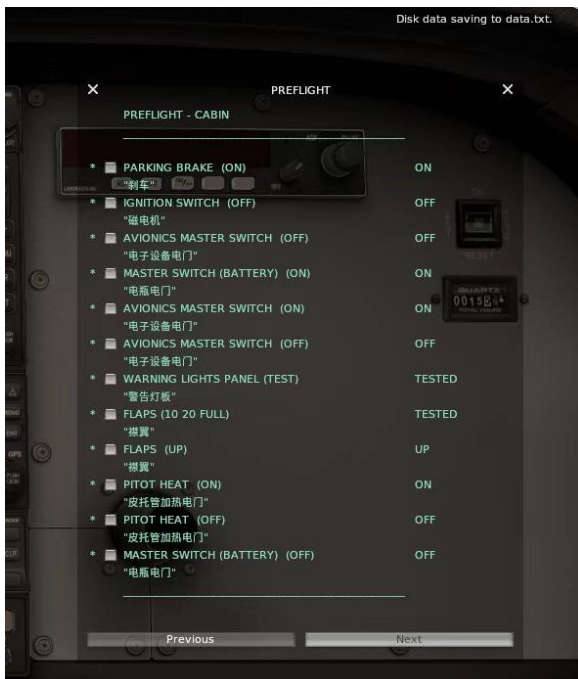 Disk data saving to data.txt.
× PREFLIGHT ×
PREFLIGHT - CABIN
* PARKING BRAKE (ON) ON
"刹车"
* IGNITION SWITCH (OFF) OFF
"磁电机"
* AVIONICS MASTER SWITCH (OFF) OFF
"电子设备电门"
* MASTER SWITCH (BATTERY) (ON) ON
"电瓶电门"
* AVIONICS MASTER SWITCH (ON) ON
"电子设备电门"
* AVIONICS MASTER SWITCH (OFF) OFF
"电子设备电门"
* WARNING LIGHTS PANEL (TEST) TESTED
"警告灯板"
* FLAPS (10 20 FULL) TESTED
"襟翼"
* FLAPS (UP) UP
"襟翼"
* PITOT HEAT (ON) ON
"皮托管加热电门"
* PITOT HEAT (OFF) OFF
"皮托管加热电门"
* MASTER SWITCH (BATTERY) (OFF) OFF
"电瓶电门"
Previous Next
RESET
QUARTZ
GPS
CLR